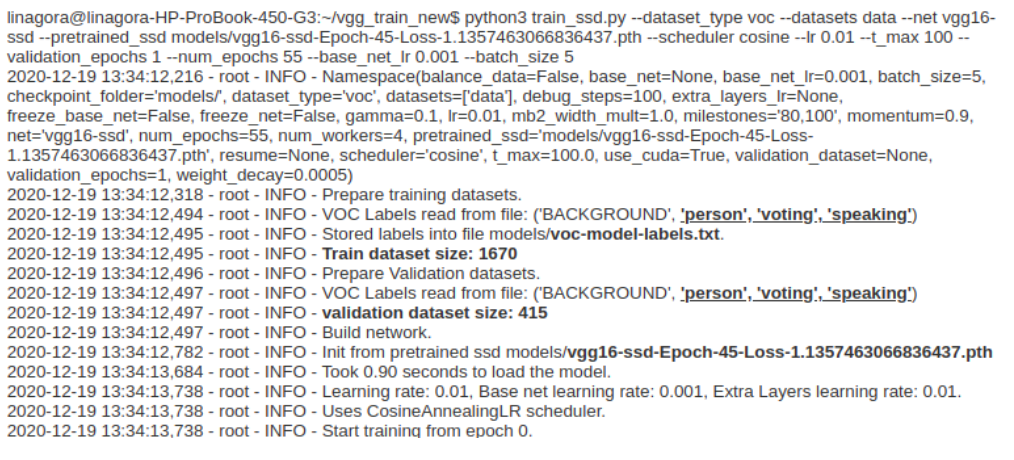 linagora@linagora-HP-ProBook-450-G3:~/vgg_train_new$ python3 train_ssd.py --dataset_type voc --datasets data --net vgg16-
ssd --pretrained_ssd models/vgg16-ssd-Epoch-45-Loss-1.1357463066836437.pth --scheduler cosine --lr 0.01 --t_max 100 --
validation_epochs 1 --num_epochs 55 --base_net_lr 0.001 --batch_size 5
2020-12-19 13:34:12,216 - root - INFO - Namespace(balance_data=False, base_net=None, base_net_lr=0.001, batch_size=5,
checkpoint_folder='models/', dataset_type='voc', datasets=['data'], debug_steps=100, extra_layers_lr=None,
freeze_base_net=False, freeze_net=False, gamma=0.1, lr=0.01, mb2_width_mult=1.0, milestones='80,100', momentum=0.9,
net='vgg16-ssd', num_epochs=55, num_workers=4, pretrained_ssd='models/vgg16-ssd-Epoch-45-Loss-
1.1357463066836437.pth', resume=None, scheduler='cosine', t_max=100.0, use_cuda=True, validation_dataset=None,
validation_epochs=1, weight_decay=0.0005)
2020-12-19 13:34:12,318 - root - INFO - Prepare training datasets.
2020-12-19 13:34:12,494 - root - INFO - VOC Labels read from file: ('BACKGROUND', 'person', 'voting', 'speaking')
2020-12-19 13:34:12,495 - root - INFO - Stored labels into file models/voc-model-labels.txt.
2020-12-19 13:34:12,495 - root - INFO - Train dataset size: 1670
2020-12-19 13:34:12,496 - root - INFO - Prepare Validation datasets.
2020-12-19 13:34:12,497 - root - INFO - VOC Labels read from file: ('BACKGROUND', 'person', 'voting', 'speaking')
2020-12-19 13:34:12,497 - root - INFO - validation dataset size: 415
2020-12-19 13:34:12,497 - root - INFO - Build network.
2020-12-19 13:34:12,782 - root - INFO - Init from pretrained ssd models/vgg16-ssd-Epoch-45-Loss-1.1357463066836437.pth
2020-12-19 13:34:13,684 - root - INFO - Took 0.90 seconds to load the model.
2020-12-19 13:34:13,738 - root - INFO - Learning rate: 0.01, Base net learning rate: 0.001, Extra Layers learning rate: 0.01.
2020-12-19 13:34:13,738 - root - INFO - Uses CosineAnnealingLR scheduler.
2020-12-19 13:34:13,738 - root - INFO - Start training from epoch 0.